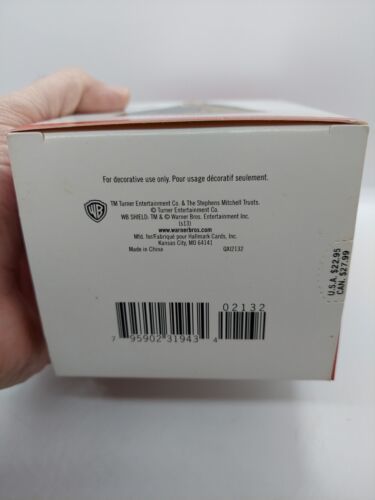 For decorative use only. Pour usage décoratif seulement.
WB
TM Turner Entertainment Co. & The Stephens Mitchell Trusts.
© Turner Entertainment Co.
WB SHIELD: TM & © Warner Bros. Entertainment Inc.
(s13)
www.warnerbros.com
Mfd. for/Fabriqué pour Hallmark Cards, Inc.
Kansas City, MO 64141
Made in China
QXI2132
U.S.A. $22.95
CAN. $27.99
02132
7 95902 31943 4